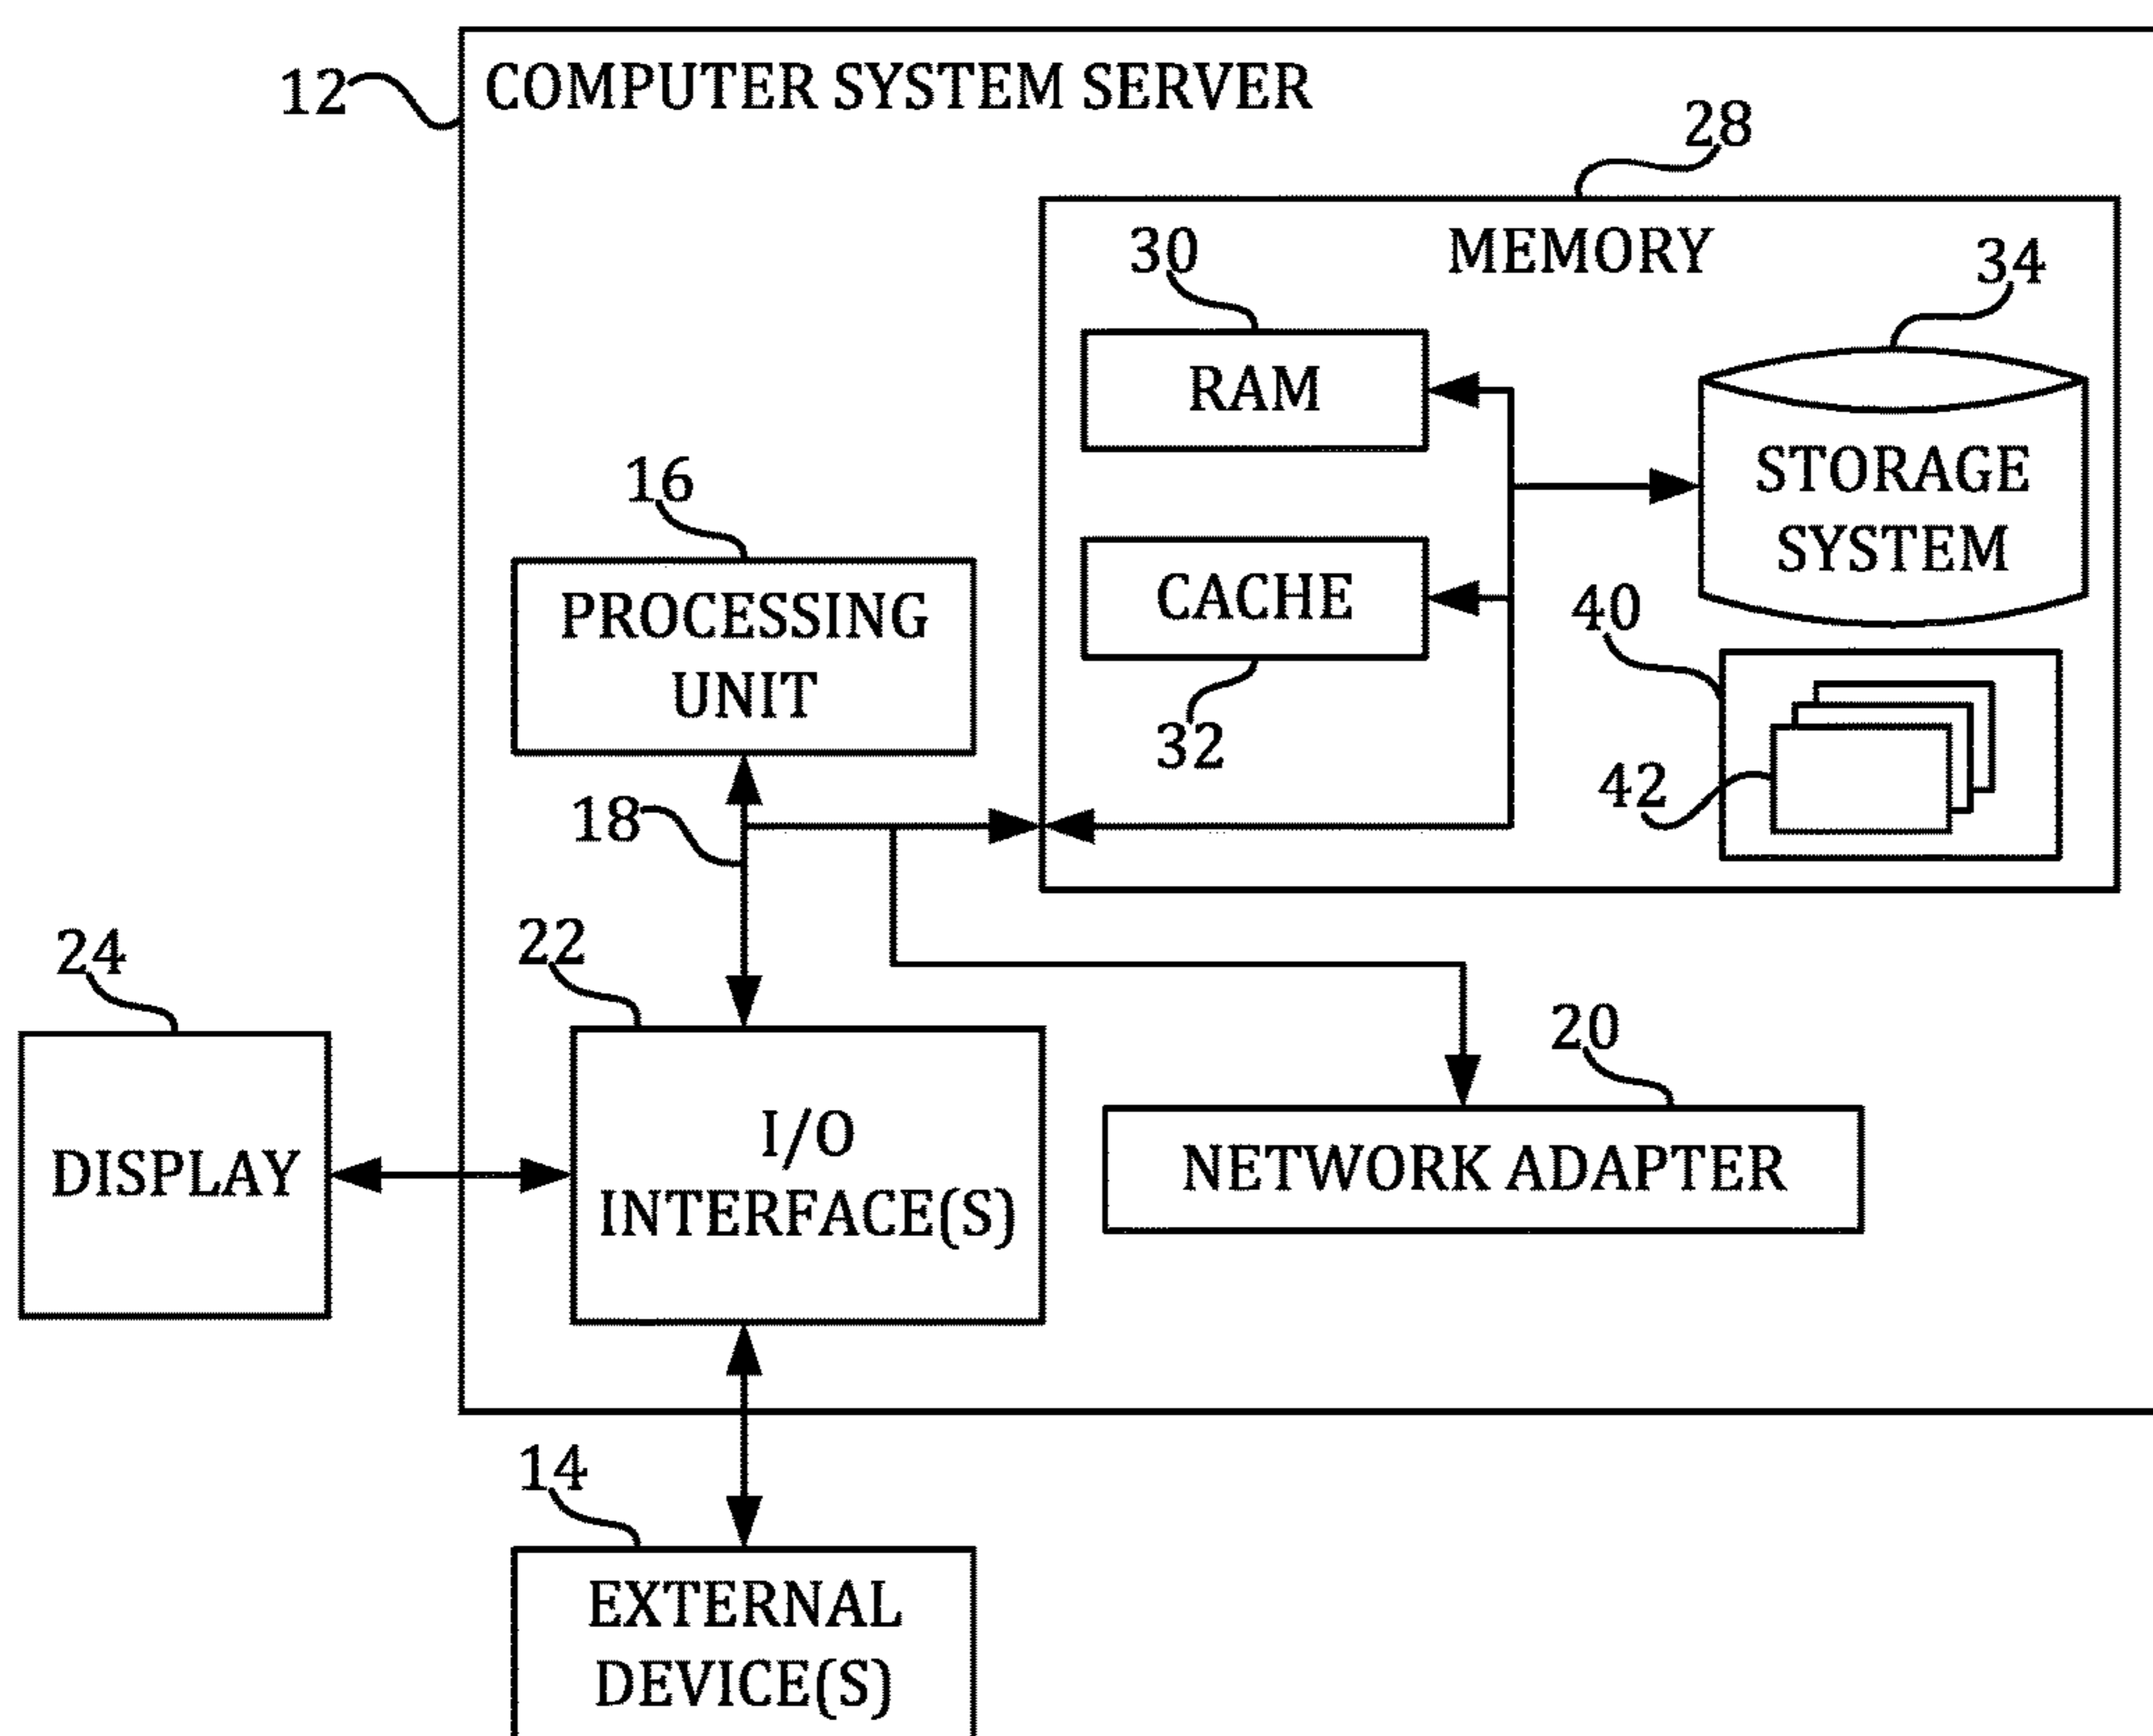 12
COMPUTER SYSTEM SERVER
28
MEMORY
30
34
RAM
STORAGE
SYSTEM
16
PROCESSING
UNIT
CACHE
32
40
42
18
24
22
20
DISPLAY
I/O
INTERFACE(S)
NETWORK ADAPTER
14
EXTERNAL
DEVICE(S)